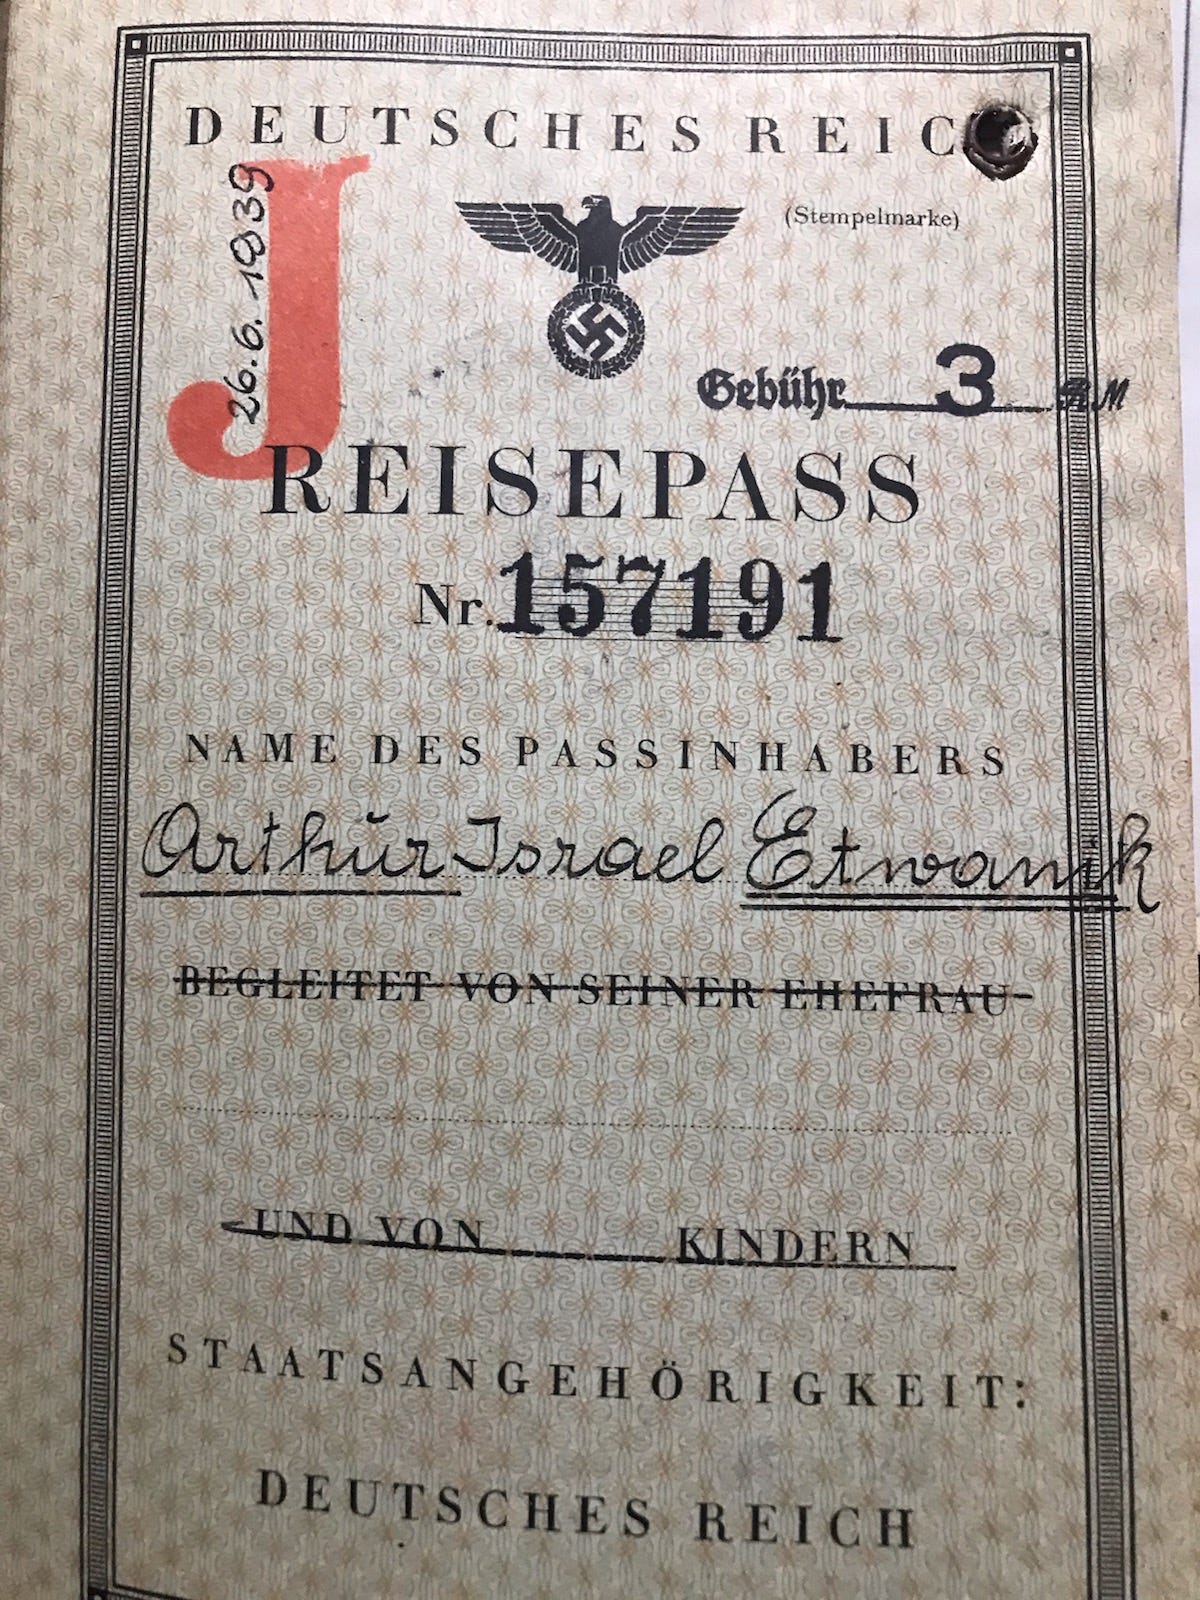 DEUTSCHES REIC
J
26.6.1939
(Stempelmarke)
Gebühr 3 RM
REISEPASS
Nr. 157191
NAME DES PASSINHABERS
Arthur Israel Etwanik
BEGLEITET VON SEINER EHEFRAU
UND VON KINDERN
STAATSANGEHÖRIGKEIT:
DEUTSCHES REICH